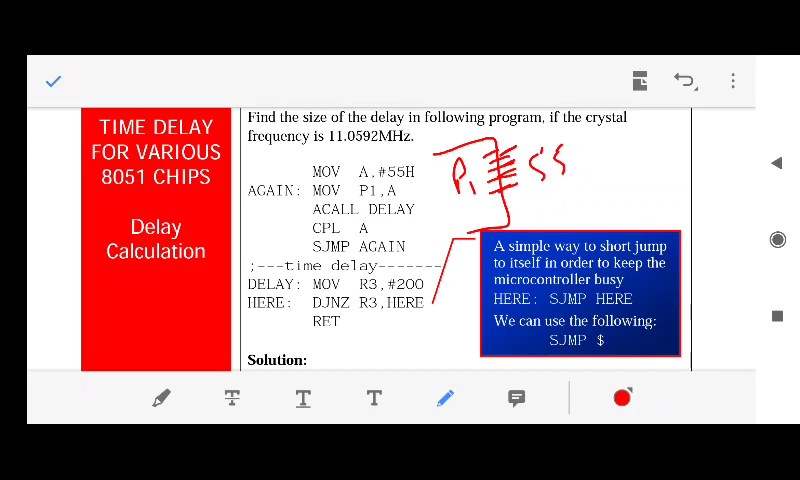 TIME DELAY
FOR VARIOUS
8051 CHIPS
Delay
Calculation
Find the size of the delay in following program, if the crystal
frequency is 11.0592MHz.
MOV A,#55H
AGAIN: MOV P1,A
ACALL DELAY
CPL A
SJMP AGAIN
;---time delay-------
DELAY: MOV R3,#200
HERE: DJNZ R3,HERE
RET
Solution:
P1 55
A simple way to short jump
to itself in order to keep the
microcontroller busy
HERE: SJMP HERE
We can use the following:
SJMP $